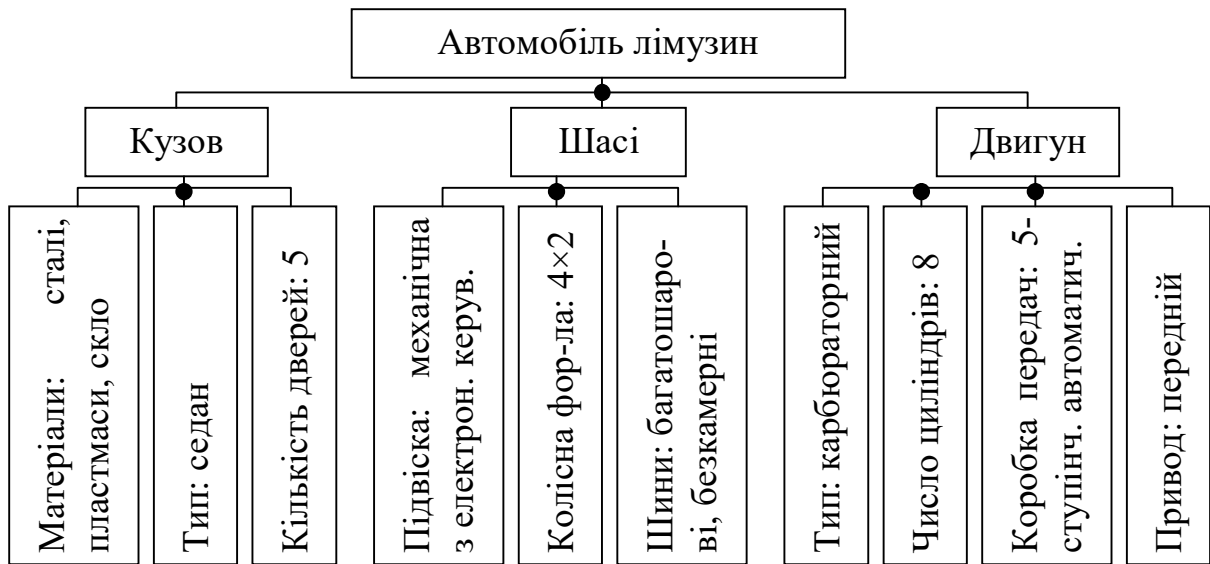 Автомобіль лімузин
Кузов
Шасі
Двигун
Матеріали: сталі,
пластмаси, скло
Тип: седан
Кількість дверей: 5
Підвіска: механічна
з електрон. керув.
Колісна фор-ла: 4×2
Шини: багатошаро-
ві, безкамерні
Тип: карбюраторний
Число циліндрів: 8
Коробка передач: 5-
ступінч. автоматич.
Привод: передній